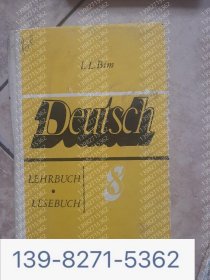 I. L. Bim
Deutsch
LEHRBUCH
•
LESEBUCH
8
139-8271-5362